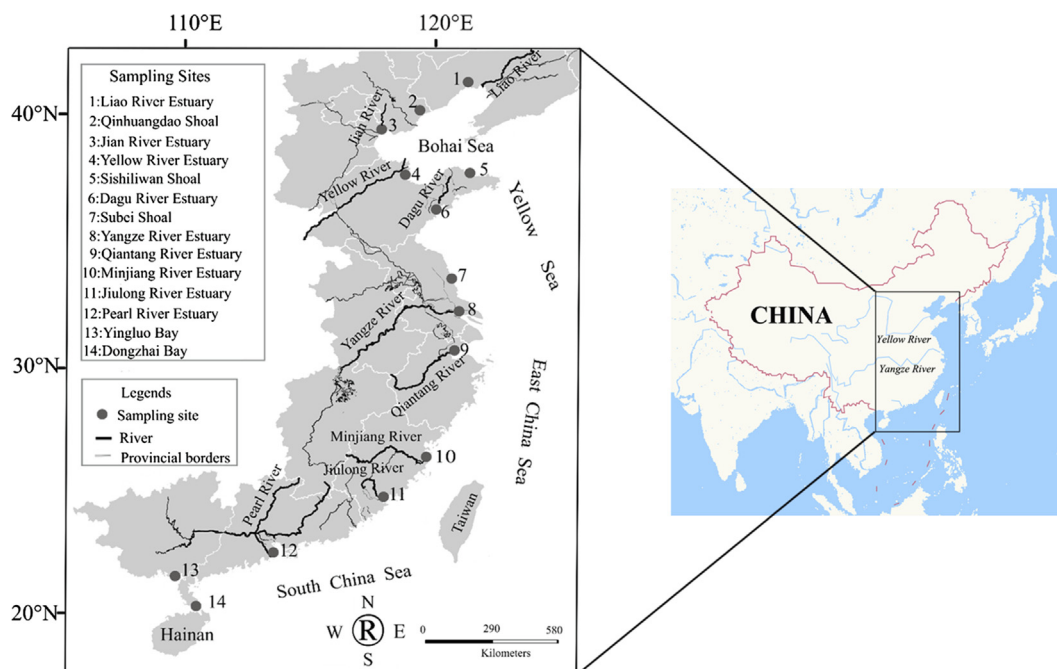 110°E
120°E
40°N
30°N
20°N
Sampling Sites
1:Liao River Estuary
2:Qinhuangdao Shoal
3:Jian River Estuary
4:Yellow River Estuary
5:Sishiliwan Shoal
6:Dagu River Estuary
7:Subei Shoal
8:Yangze River Estuary
9:Qiantang River Estuary
10:Minjiang River Estuary
11:Jiulong River Estuary
12:Pearl River Estuary
13:Yingluo Bay
14:Dongzhai Bay
Legends
Sampling site
River
Provincial borders
1
Liao River
2
Jian River
3
Bohai Sea
Yellow River
4
5
Dagu River
6
Yellow Sea
7
Yangze River
8
9
Qiantang River
East China Sea
Minjiang River
10
Jiulong River
11
Pearl River
12
Taiwan
13
South China Sea
14
Hainan
N
W R E
S
0 290 580
Kilometers
CHINA
Yellow River
Yangze River